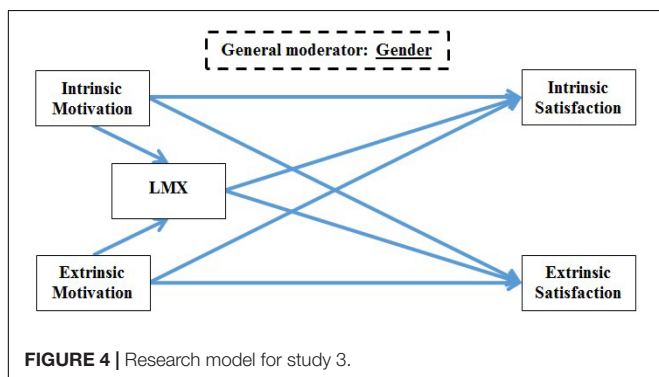 General moderator: Gender
Intrinsic
Motivation
Intrinsic
Satisfaction
LMX
Extrinsic
Motivation
Extrinsic
Satisfaction
FIGURE 4 | Research model for study 3.